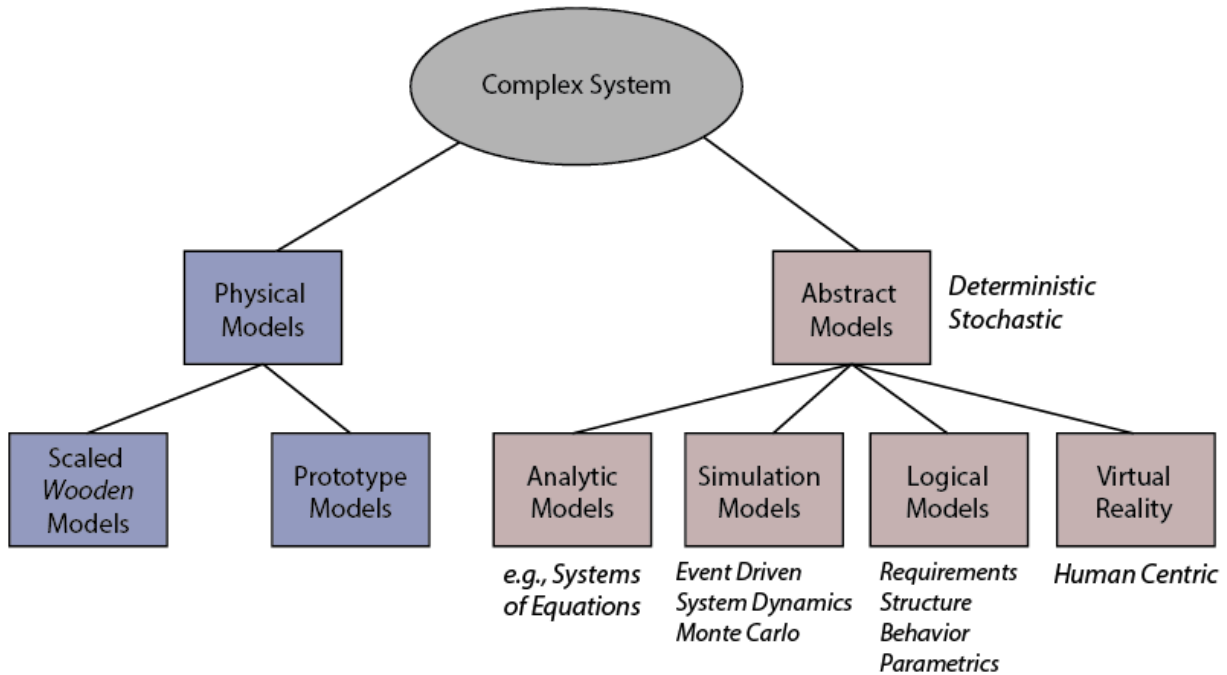 Complex System
Physical
Models
Abstract
Models
Deterministic
Stochastic
Scaled
Wooden
Models
Prototype
Models
Analytic
Models
Simulation
Models
Logical
Models
Virtual
Reality
e.g., Systems
of Equations
Event Driven
System Dynamics
Monte Carlo
Requirements
Structure
Behavior
Parametrics
Human Centric